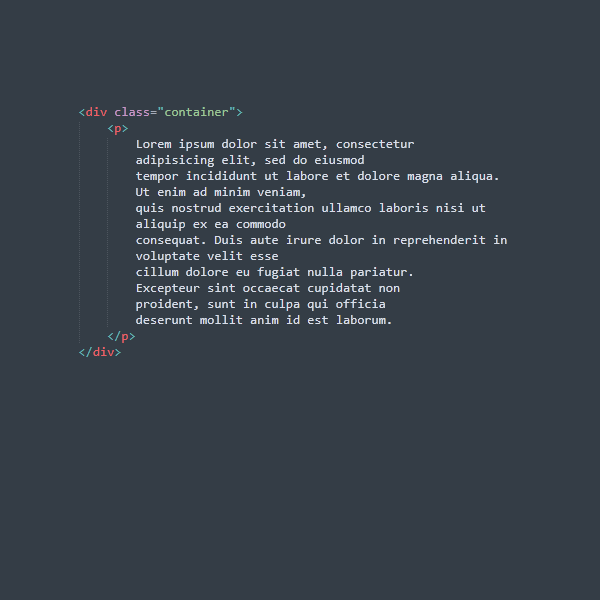 <div class="container">
<p>
Lorem ipsum dolor sit amet, consectetur
adipisicing elit, sed do eiusmod
tempor incididunt ut labore et dolore magna aliqua.
Ut enim ad minim veniam,
quis nostrud exercitation ullamco laboris nisi ut
aliquip ex ea commodo
consequat. Duis aute irure dolor in reprehenderit in
voluptate velit esse
cillum dolore eu fugiat nulla pariatur.
Excepteur sint occaecat cupidatat non
proident, sunt in culpa qui officia
deserunt mollit anim id est laborum.
</p>
</div>